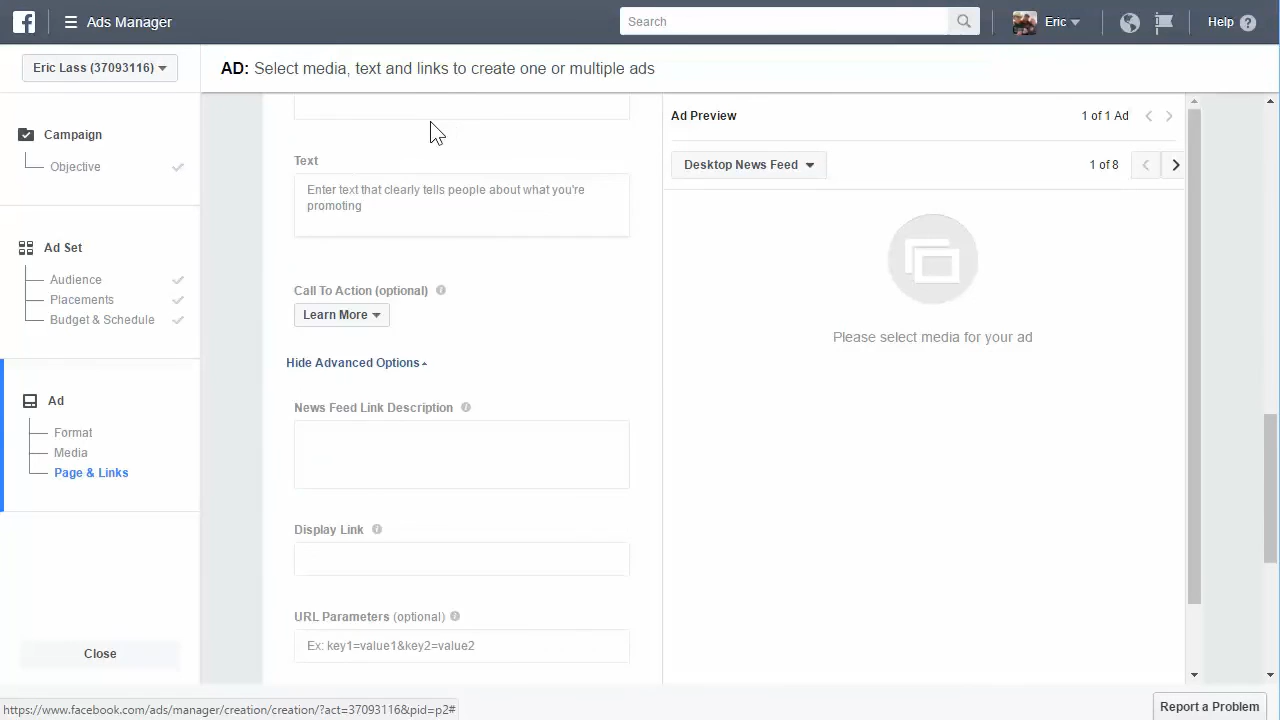 Ads Manager
Search
Eric
Help
Eric Lass (37093116)
AD: Select media, text and links to create one or multiple ads
Campaign
Objective
Ad Set
Audience
Placements
Budget & Schedule
Ad
Format
Media
Page & Links
Close
Text
Enter text that clearly tells people about what you're
promoting
Call To Action (optional)
Learn More
Hide Advanced Options
News Feed Link Description
Display Link
URL Parameters (optional)
Ex: key1=value1&key2=value2
Ad Preview
1 of 1 Ad
Desktop News Feed
1 of 8
Please select media for your ad
https://www.facebook.com/ads/manager/creation/creation/?act=37093116&pid=p2#
Report a Problem